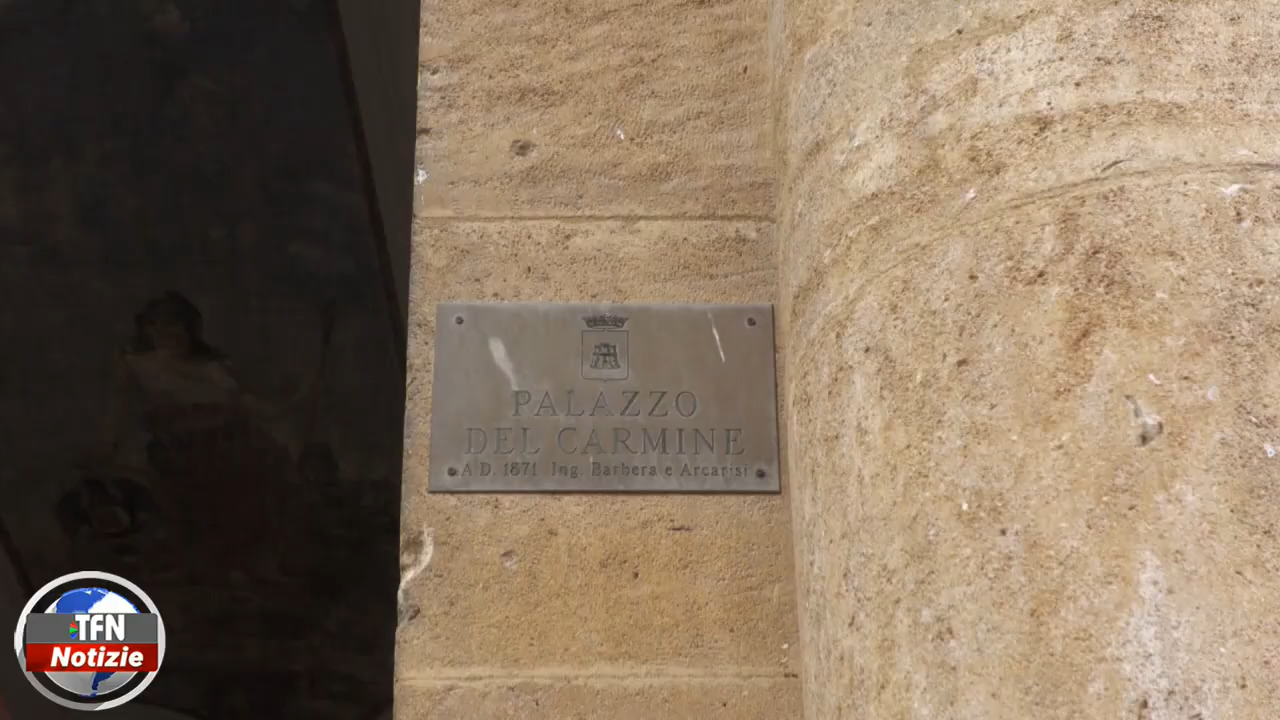 PALAZZO
DEL CARMINE
A.D. 1871 Ing. Barbera e Arcarisi
TFN
Notizie